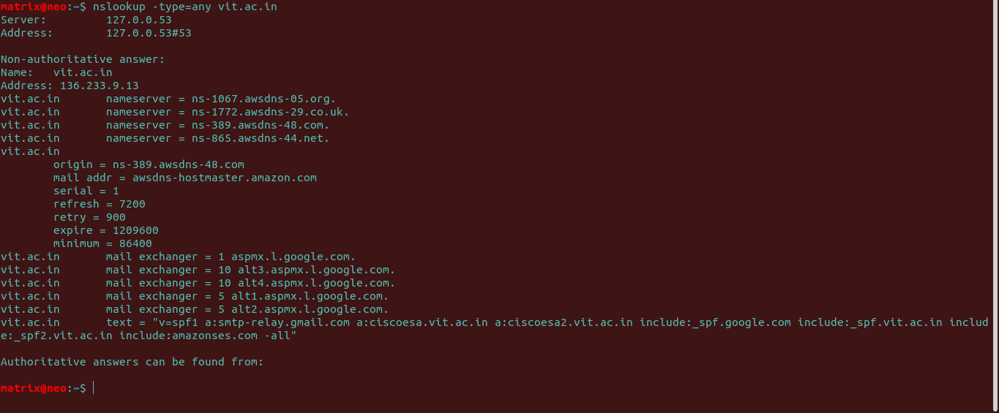 matrix@neo:~$ nslookup -type=any vit.ac.in
Server:         127.0.0.53
Address:        127.0.0.53#53

Non-authoritative answer:
Name:   vit.ac.in
Address: 136.233.9.13
vit.ac.in       nameserver = ns-1067.awsdns-05.org.
vit.ac.in       nameserver = ns-1772.awsdns-29.co.uk.
vit.ac.in       nameserver = ns-389.awsdns-48.com.
vit.ac.in       nameserver = ns-865.awsdns-44.net.
vit.ac.in
        origin = ns-389.awsdns-48.com
        mail addr = awsdns-hostmaster.amazon.com
        serial = 1
        refresh = 7200
        retry = 900
        expire = 1209600
        minimum = 86400
vit.ac.in       mail exchanger = 1 aspmx.l.google.com.
vit.ac.in       mail exchanger = 10 alt3.aspmx.l.google.com.
vit.ac.in       mail exchanger = 10 alt4.aspmx.l.google.com.
vit.ac.in       mail exchanger = 5 alt1.aspmx.l.google.com.
vit.ac.in       mail exchanger = 5 alt2.aspmx.l.google.com.
vit.ac.in       text = "v=spf1 a:smtp-relay.gmail.com a:ciscoesa.vit.ac.in a:ciscoesa2.vit.ac.in include:_spf.google.com include:_spf.vit.ac.in includ
e:_spf2.vit.ac.in include:amazonses.com -all"

Authoritative answers can be found from:

matrix@neo:~$